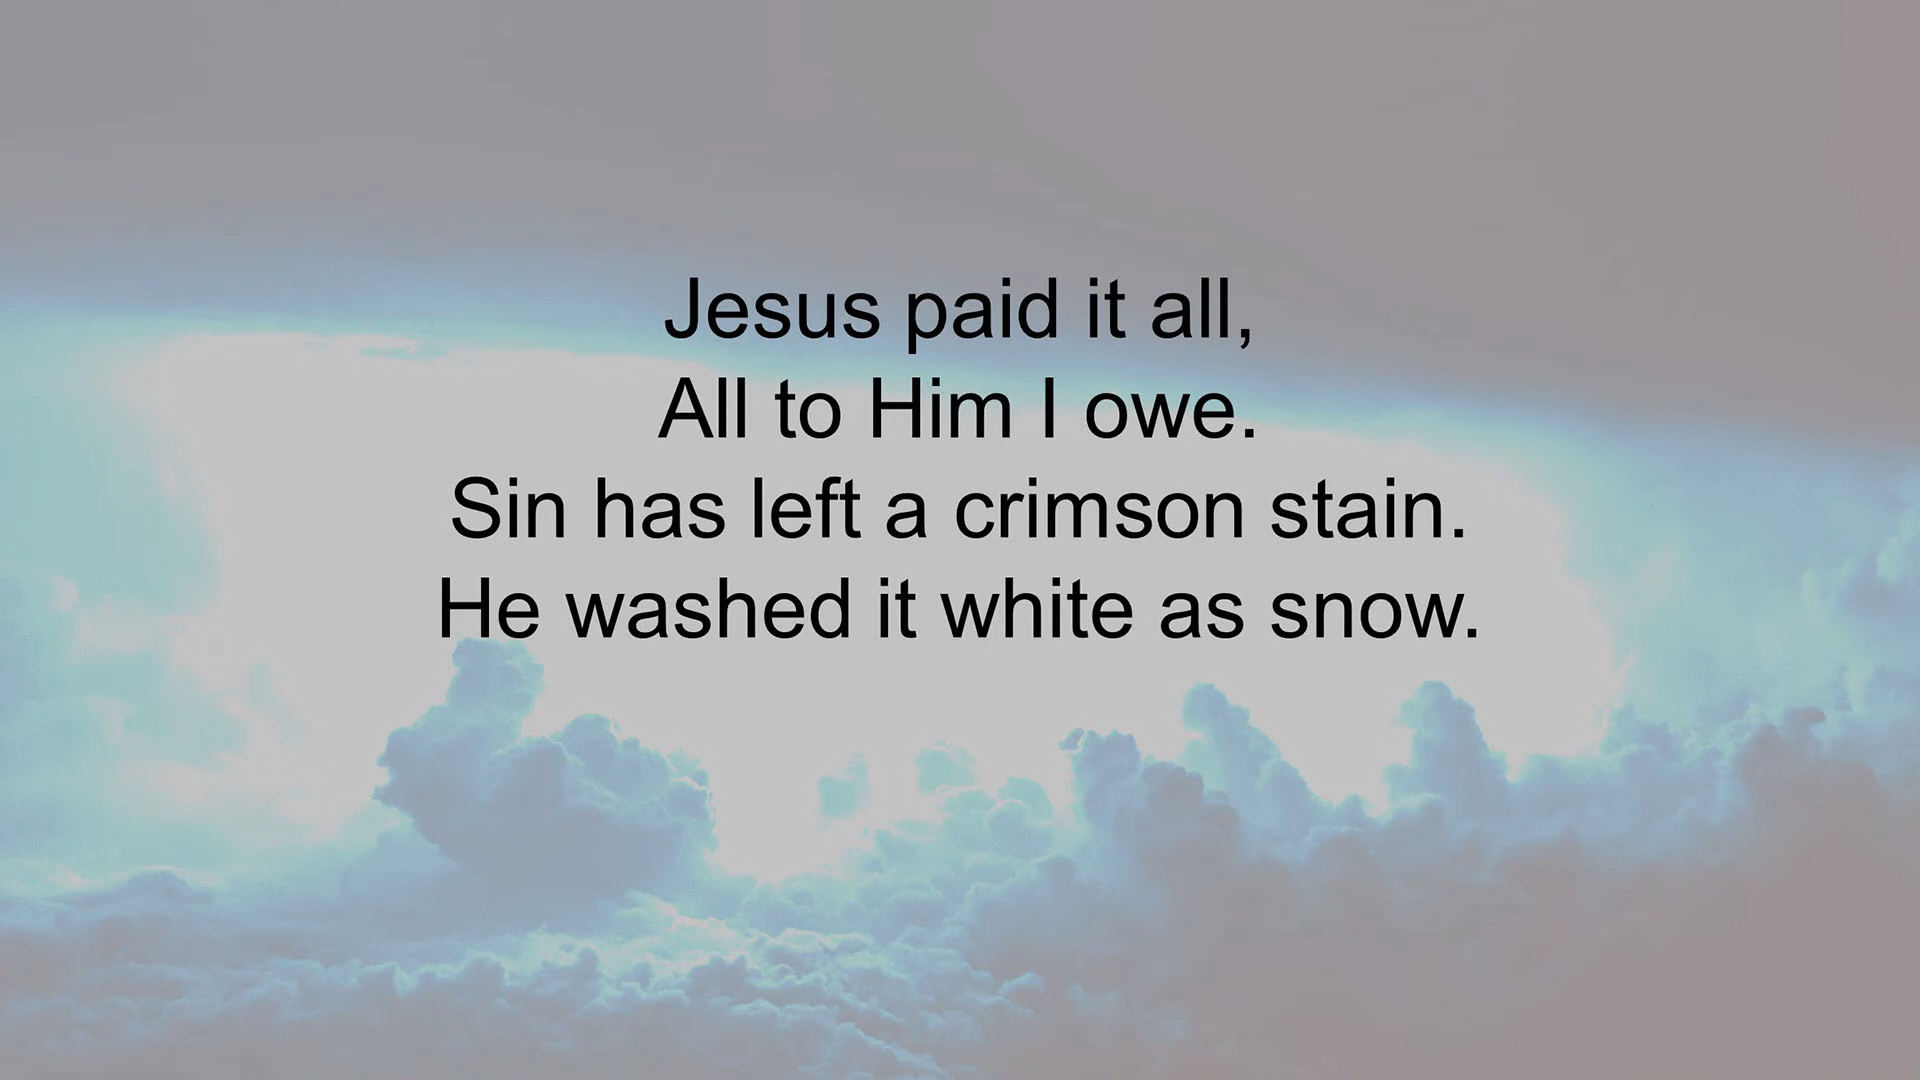 Jesus paid it all,
All to Him I owe.
Sin has left a crimson stain.
He washed it white as snow.